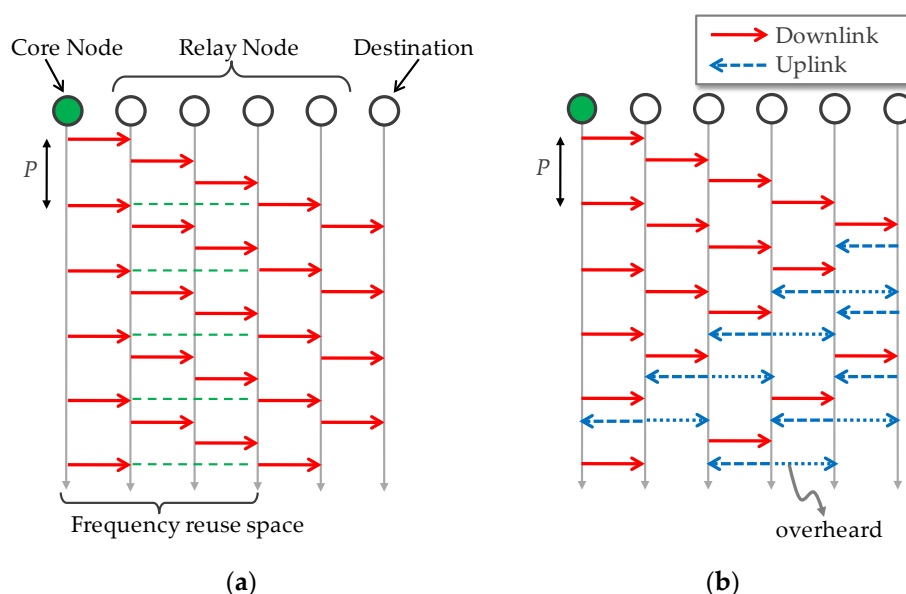 Core Node
Relay Node
Destination
P
Frequency reuse space
(a)
Downlink
Uplink
P
overheard
(b)